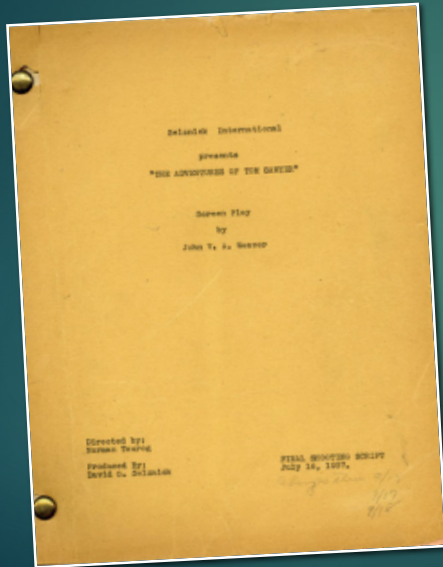 Selznick International
presents
"THE ADVENTURES OF TOM SAWYER"
Screen Play
by
John V. A. Weaver
Directed by:
Norman Taurog
Produced By:
David O. Selznick
FINAL SHOOTING SCRIPT
July 16, 1937.